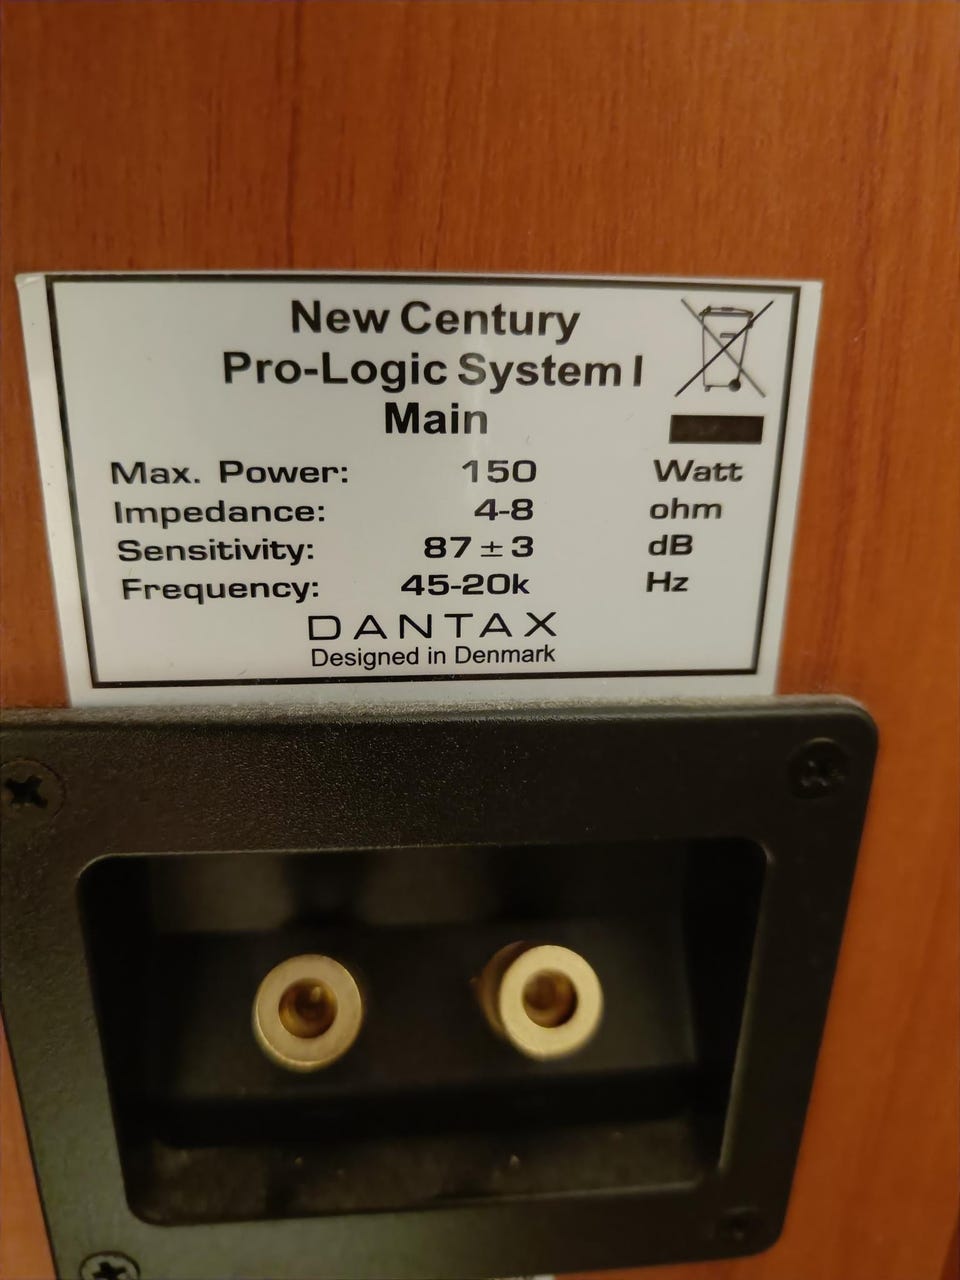 New Century
Pro-Logic System I
Main
Max. Power: 150 Watt
Impedance: 4-8 ohm
Sensitivity: 87 ± 3 dB
Frequency: 45-20k Hz
DANTAX
Designed in Denmark